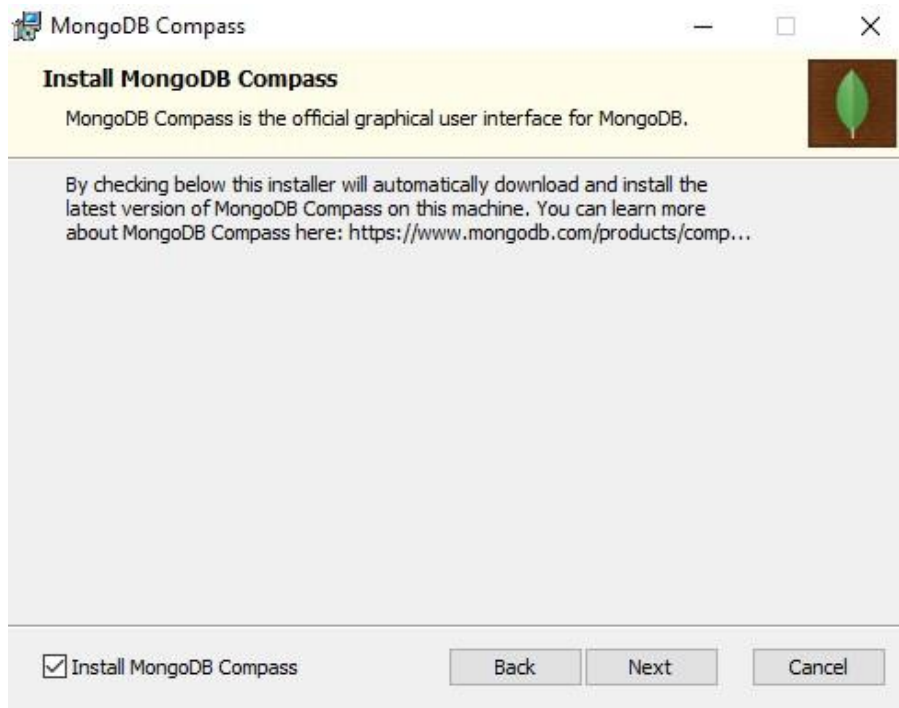 MongoDB Compass
Install MongoDB Compass
MongoDB Compass is the official graphical user interface for MongoDB.
By checking below this installer will automatically download and install the
latest version of MongoDB Compass on this machine. You can learn more
about MongoDB Compass here: https://www.mongodb.com/products/comp...
Install MongoDB Compass Back Next Cancel